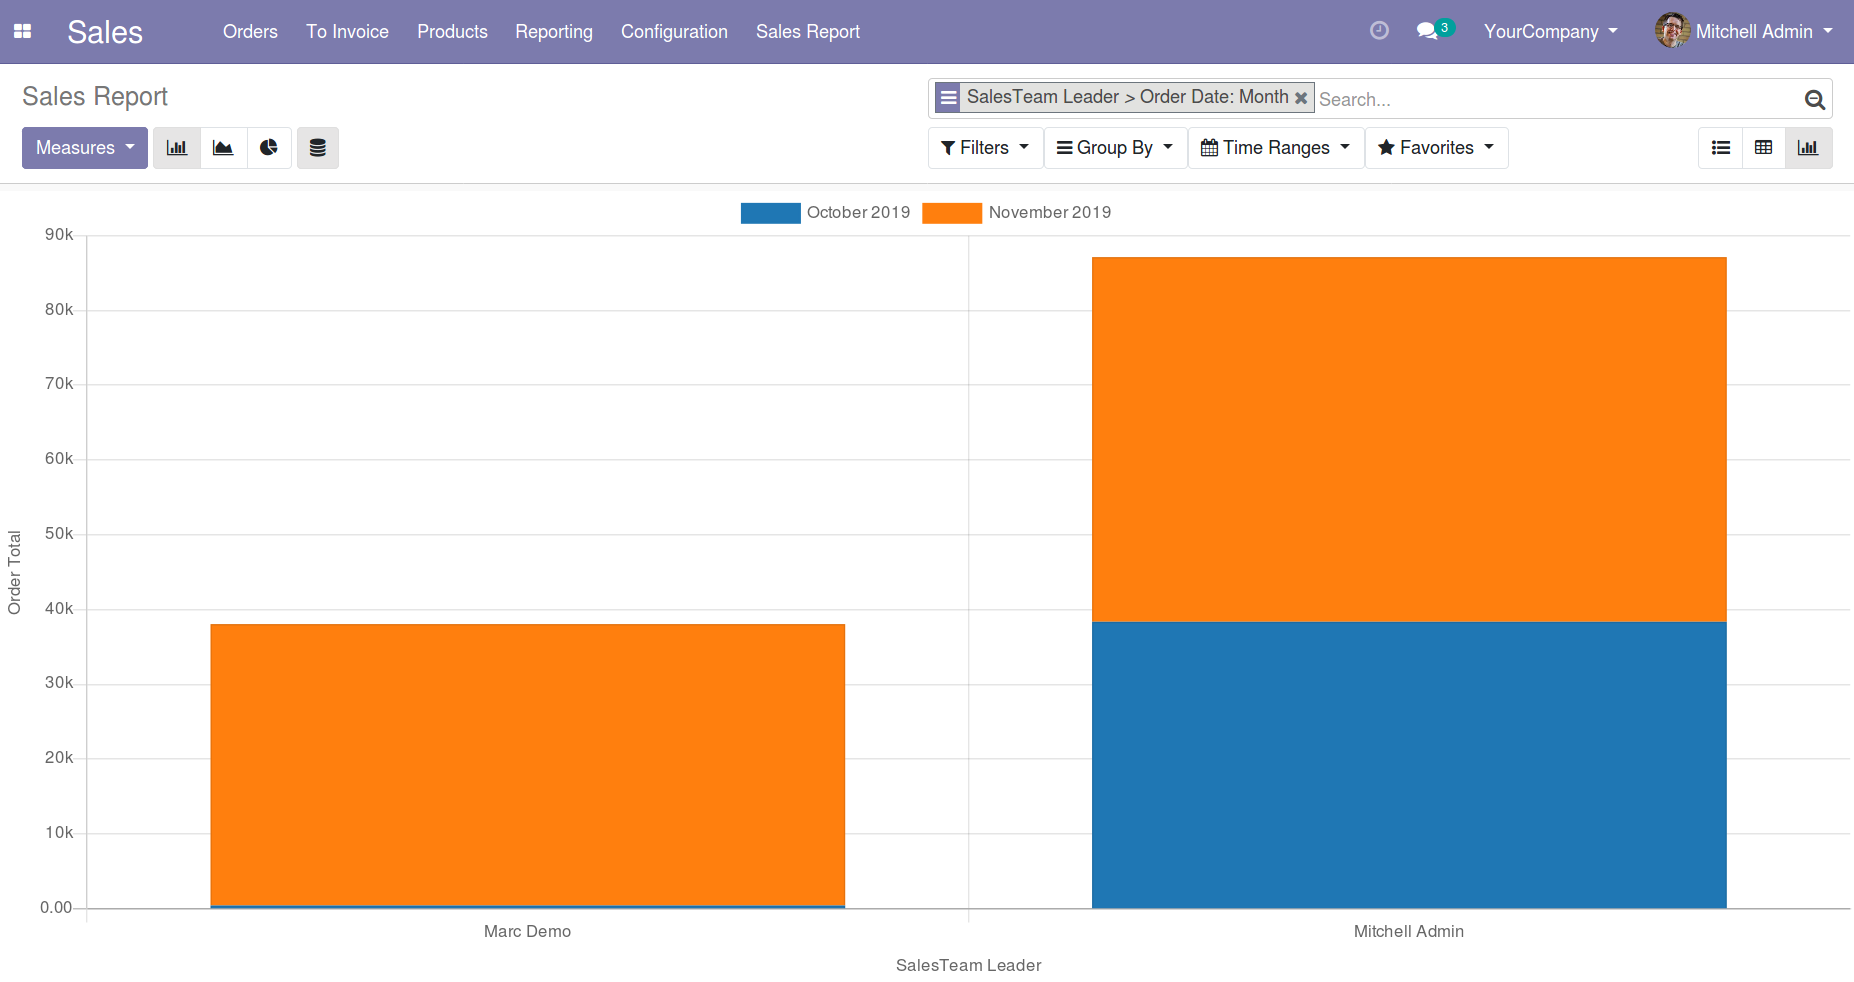 Sales Orders To Invoice Products Reporting Configuration Sales Report 3 YourCompany Mitchell Admin
Sales Report
SalesTeam Leader > Order Date: Month Search...
Measures Filters Group By Time Ranges Favorites
October 2019 November 2019
90k
80k
70k
60k
50k
40k
30k
20k
10k
0.00
Order Total
Marc Demo Mitchell Admin
SalesTeam Leader